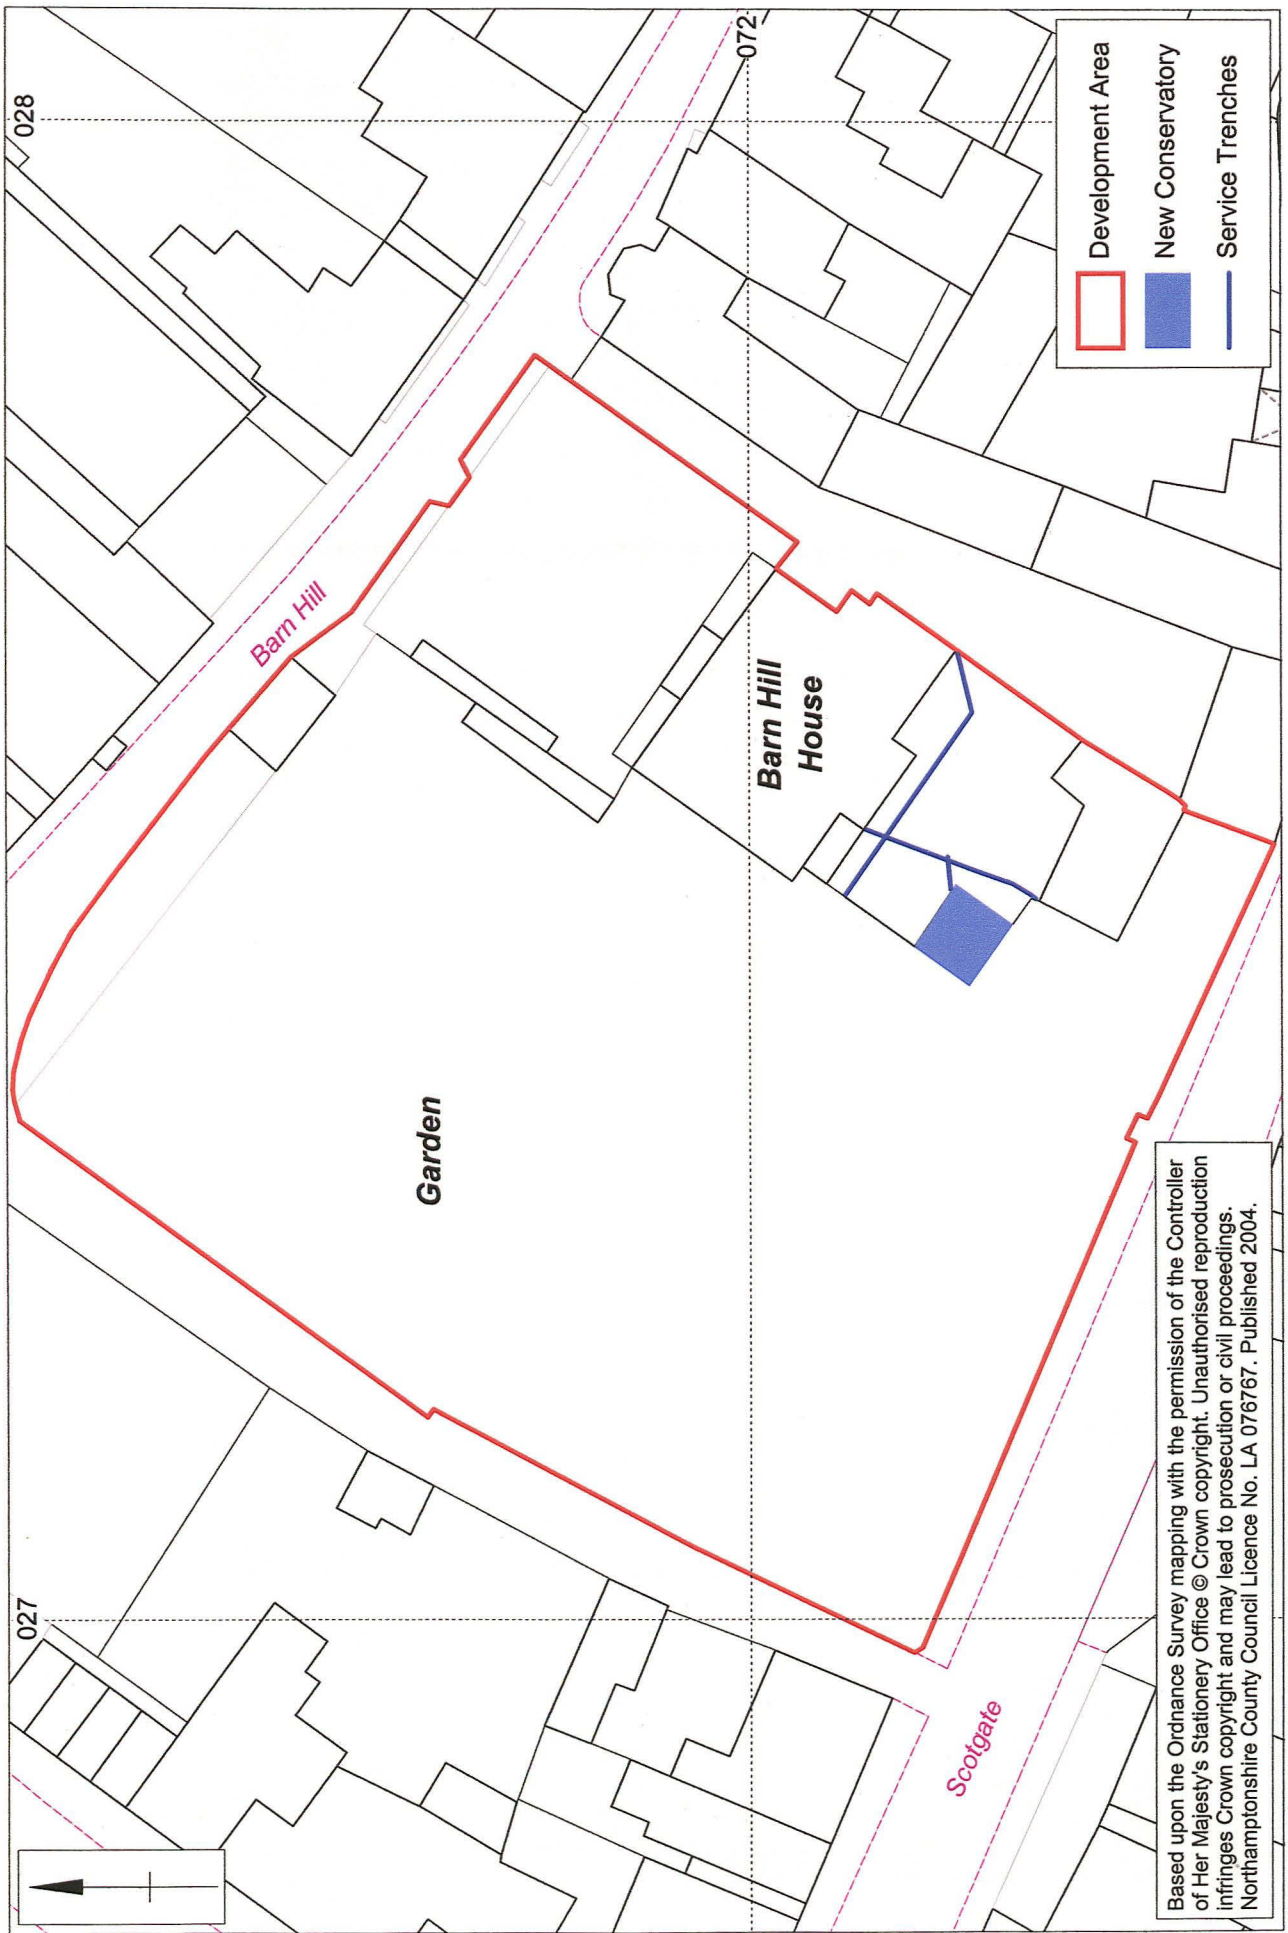 027
028
072
Barn Hill
Garden
Barn Hill
House
Scotgate
Development Area
New Conservatory
Service Trenches
Based upon the Ordnance Survey mapping with the permission of the Controller
of Her Majesty's Stationery Office © Crown copyright. Unauthorised reproduction
infringes Crown copyright and may lead to prosecution or civil proceedings.
Northamptonshire County Council Licence No. LA 076767. Published 2004.